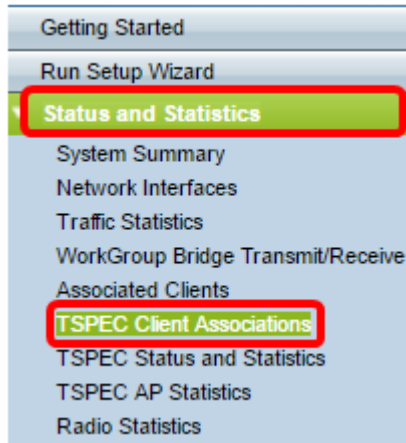 Getting Started
Run Setup Wizard
Status and Statistics
System Summary
Network Interfaces
Traffic Statistics
WorkGroup Bridge Transmit/Receive
Associated Clients
TSPEC Client Associations
TSPEC Status and Statistics
TSPEC AP Statistics
Radio Statistics